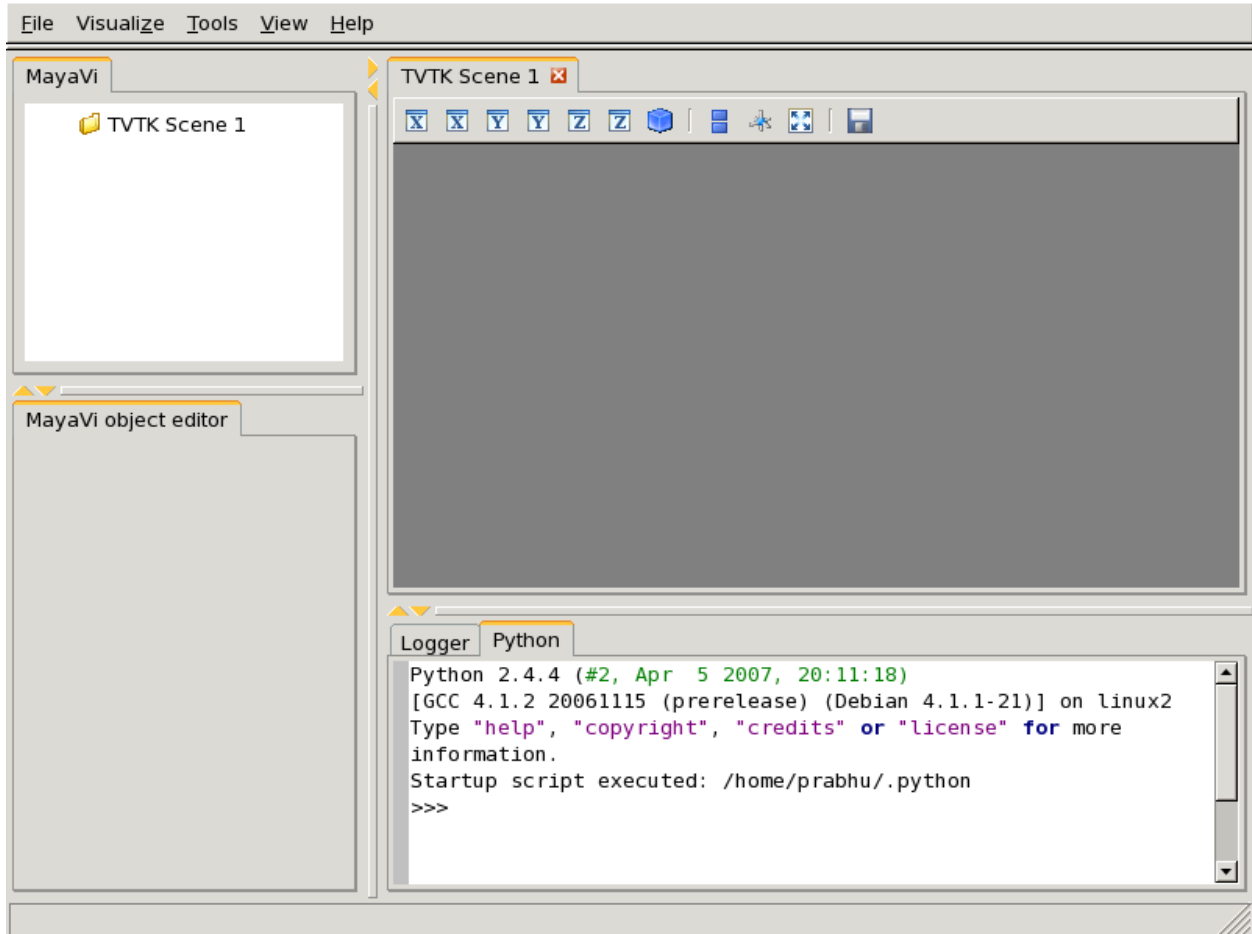 File Visualize Tools View Help
MayaVi
TVTK Scene 1
TVTK Scene 1
X X Y Y Z Z
MayaVi object editor
Logger Python
Python 2.4.4 (#2, Apr  5 2007, 20:11:18)
[GCC 4.1.2 20061115 (prerelease) (Debian 4.1.1-21)] on linux2
Type "help", "copyright", "credits" or "license" for more
information.
Startup script executed: /home/prabhu/.python
>>>